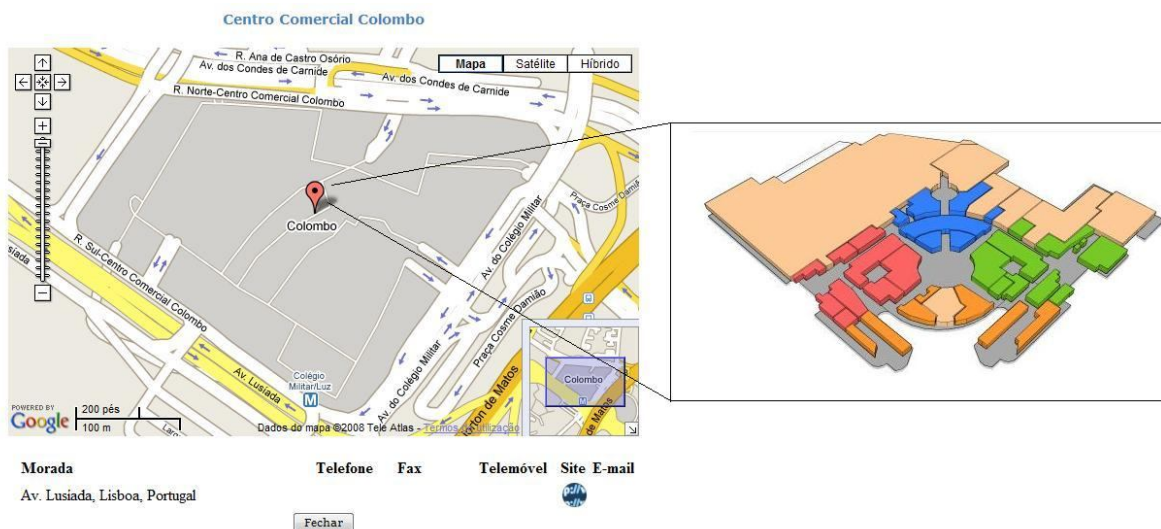 Centro Comercial Colombo
R. Ana de Castro Osório
Mapa
Satélite
Híbrido
Av. dos Condes de Carnide
Av. dos Condes de Carnide
R. Norte-Centro Comercial Colombo
Praça Cosme Damião
Colombo
Av. do Colégio Militar
R. Sul-Centro Comercial Colombo
Praça Cosme Damião
Av. Lusíada
Colégio
Militar/Luz
M
Av. do Colégio Militar
Colombo
POWERED BY
Google
200 pés
100 m
Dados do mapa ©2008 Tele Atlas - Termos de utilização
Morada Telefone Fax Telemóvel Site E-mail
Av. Lusíada, Lisboa, Portugal
Fechar